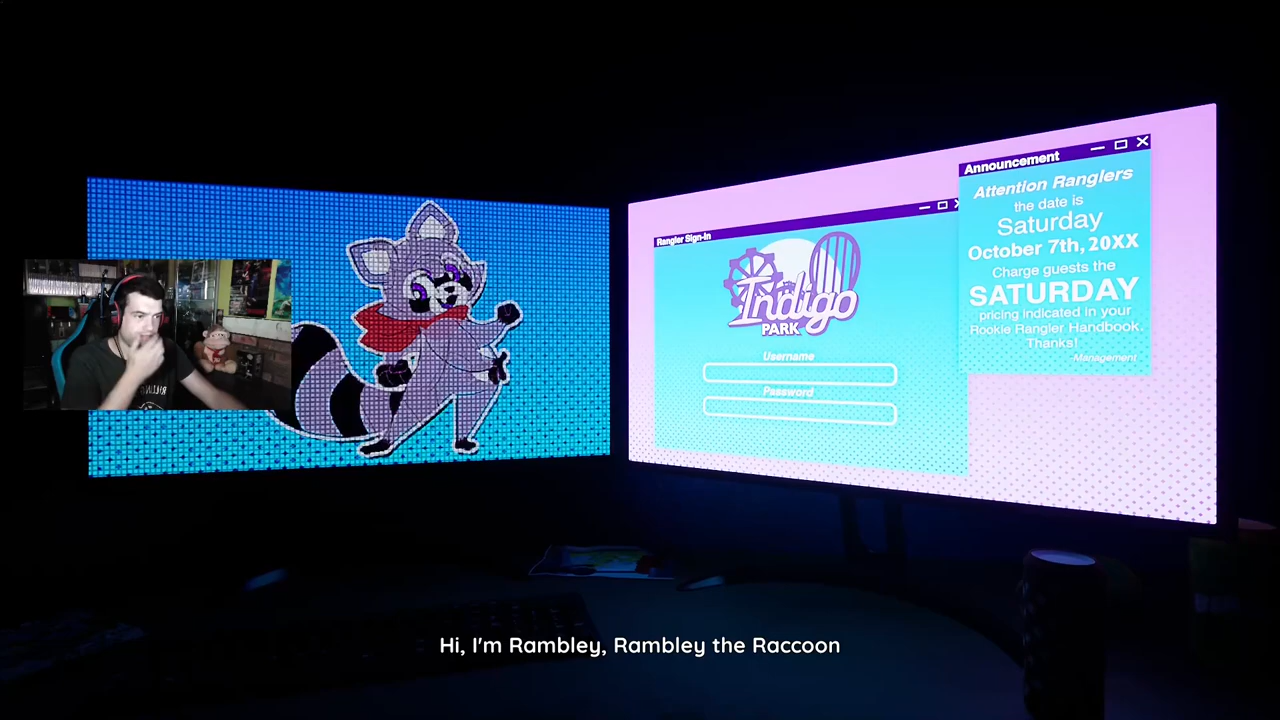 Rangler Sign-In
Indigo
PARK
Username
Password
Announcement
Attention Ranglers
the date is
Saturday
October 7th, 20XX
Charge guests the
SATURDAY
pricing indicated in your
Rookie Rangler Handbook.
Thanks!
Management
Hi, I'm Rambley, Rambley the Raccoon